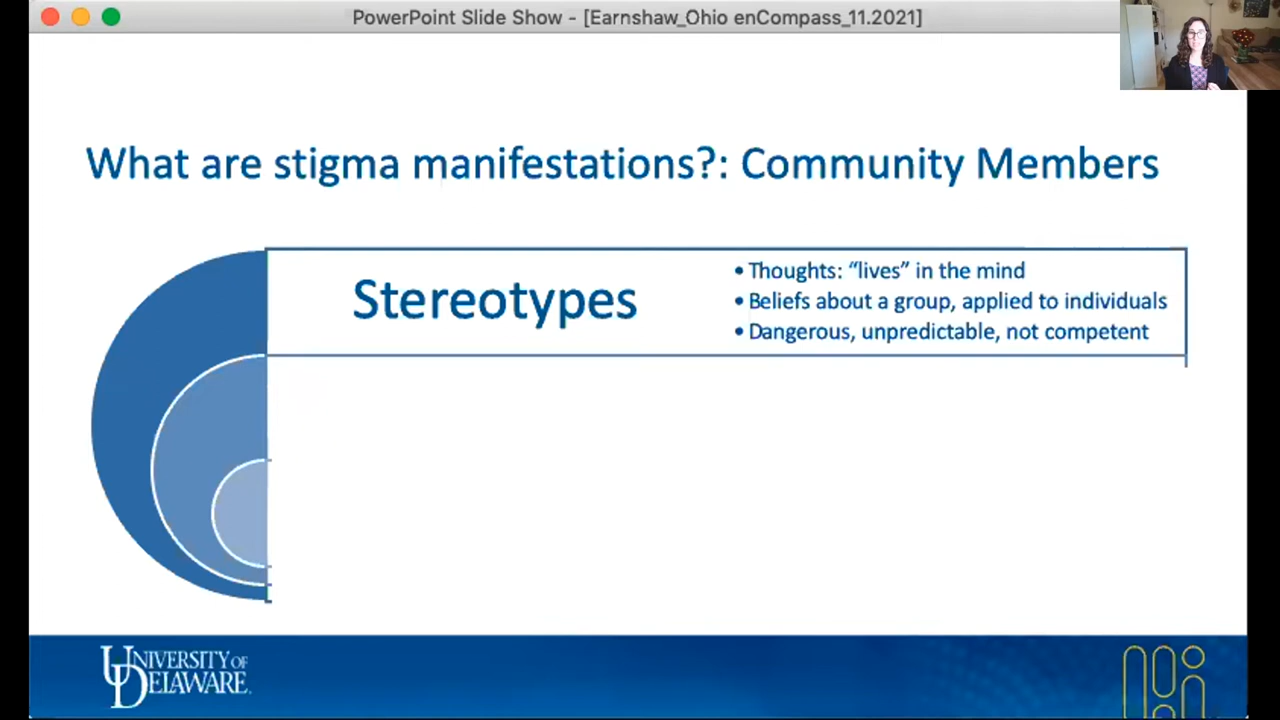 PowerPoint Slide Show - [Earnshaw_Ohio enCompass_11.2021]
What are stigma manifestations?: Community Members
Stereotypes
• Thoughts: “lives” in the mind
• Beliefs about a group, applied to individuals
• Dangerous, unpredictable, not competent
UNIVERSITY OF
DELAWARE.